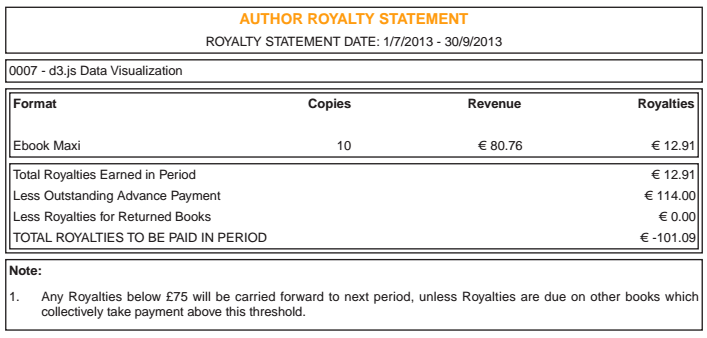 AUTHOR ROYALTY STATEMENT
ROYALTY STATEMENT DATE: 1/7/2013 - 30/9/2013
0007 - d3.js Data Visualization
Format Copies Revenue Royalties
Ebook Maxi 10 € 80.76 € 12.91
Total Royalties Earned in Period € 12.91
Less Outstanding Advance Payment € 114.00
Less Royalties for Returned Books € 0.00
TOTAL ROYALTIES TO BE PAID IN PERIOD € -101.09
Note:
1. Any Royalties below £75 will be carried forward to next period, unless Royalties are due on other books which
collectively take payment above this threshold.